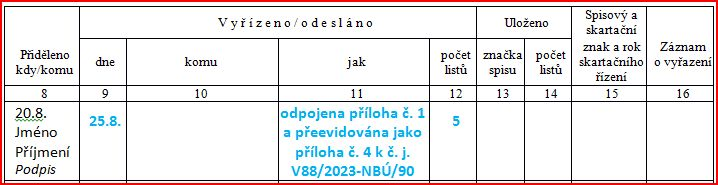 Přiděleno kdy/komu
V y ř í z e n o / o d e s l á n o
dne
komu
jak
počet listů
Uloženo
značka spisu
počet listů
Spisový a skartační znak a rok skartačního řízení
Záznam o vyřazení
8 9 10 11 12 13 14 15 16
20.8.
Jméno
Příjmení
Podpis
25.8.
odpojena příloha č. 1
a přeevidována jako
příloha č. 4 k č. j.
V88/2023-NBÚ/90
5